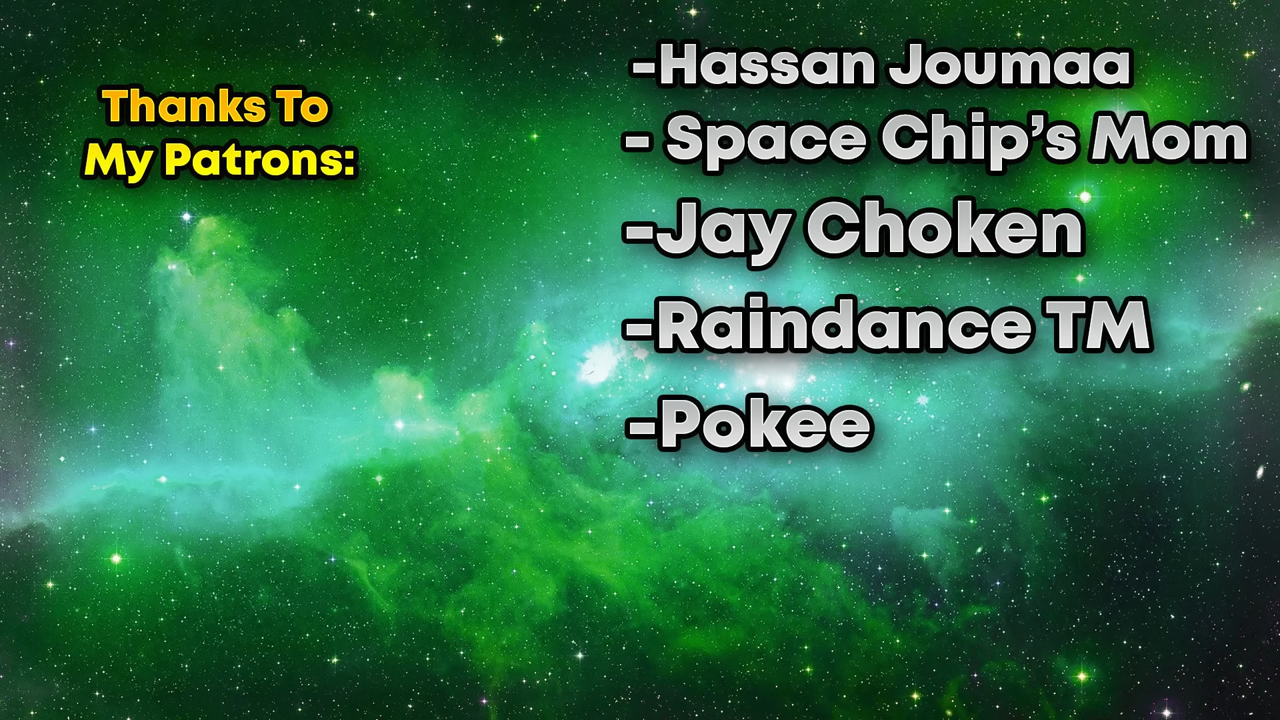 Thanks To
My Patrons:
-Hassan Joumaa
- Space Chip’s Mom
-Jay Choken
-Raindance TM
-Pokee